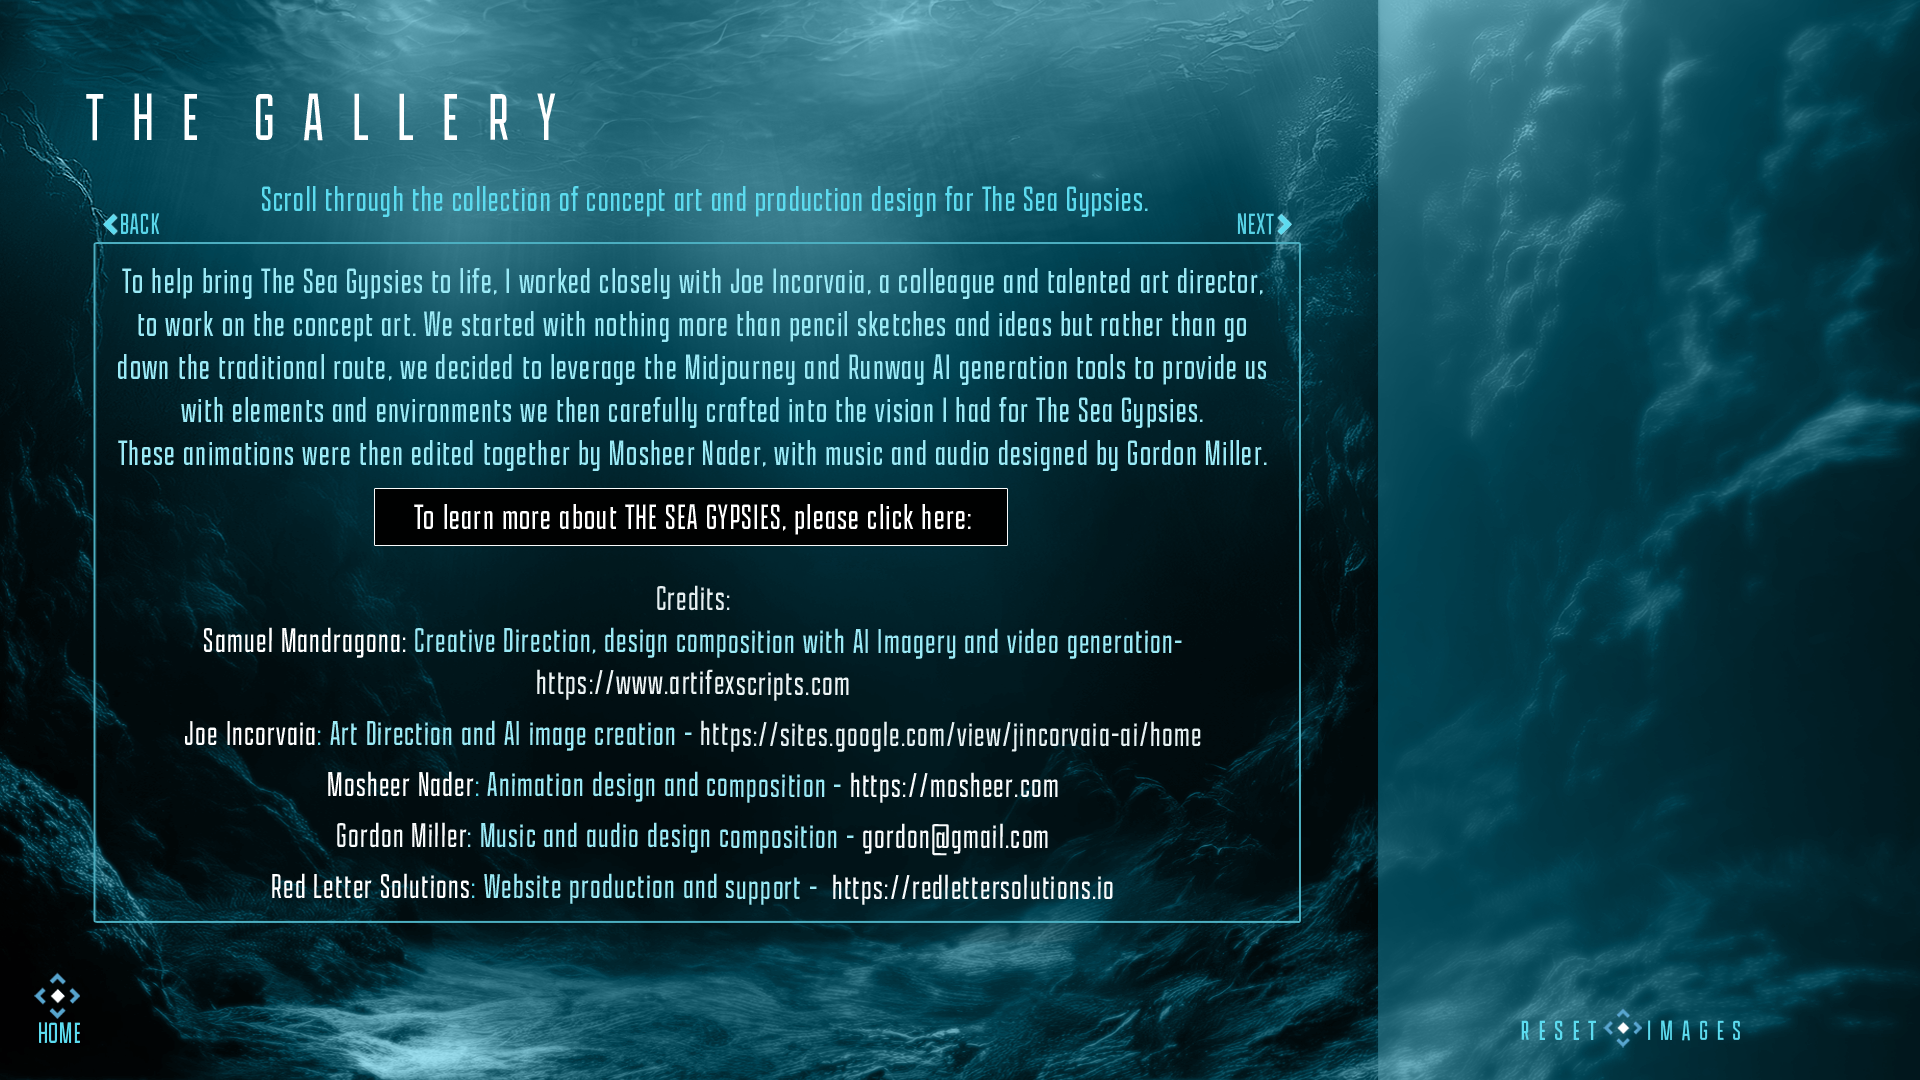 THE GALLERY
Scroll through the collection of concept art and production design for The Sea Gypsies.
BACK
NEXT
To help bring The Sea Gypsies to life, I worked closely with Joe Incorvaia, a colleague and talented art director,
to work on the concept art. We started with nothing more than pencil sketches and ideas but rather than go
down the traditional route, we decided to leverage the Midjourney and Runway AI generation tools to provide us
with elements and environments we then carefully crafted into the vision I had for The Sea Gypsies.
These animations were then edited together by Mosheer Nader, with music and audio designed by Gordon Miller.
To learn more about THE SEA GYPSIES, please click here:
Credits:
Samuel Mandragona: Creative Direction, design composition with AI Imagery and video generation-
https://www.artifexscripts.com
Joe Incorvaia: Art Direction and AI image creation - https://sites.google.com/view/jincorvaia-ai/home
Mosheer Nader: Animation design and composition - https://mosheer.com
Gordon Miller: Music and audio design composition - gordon@gmail.com
Red Letter Solutions: Website production and support - https://redlettersolutions.io
HOME
RESET IMAGES